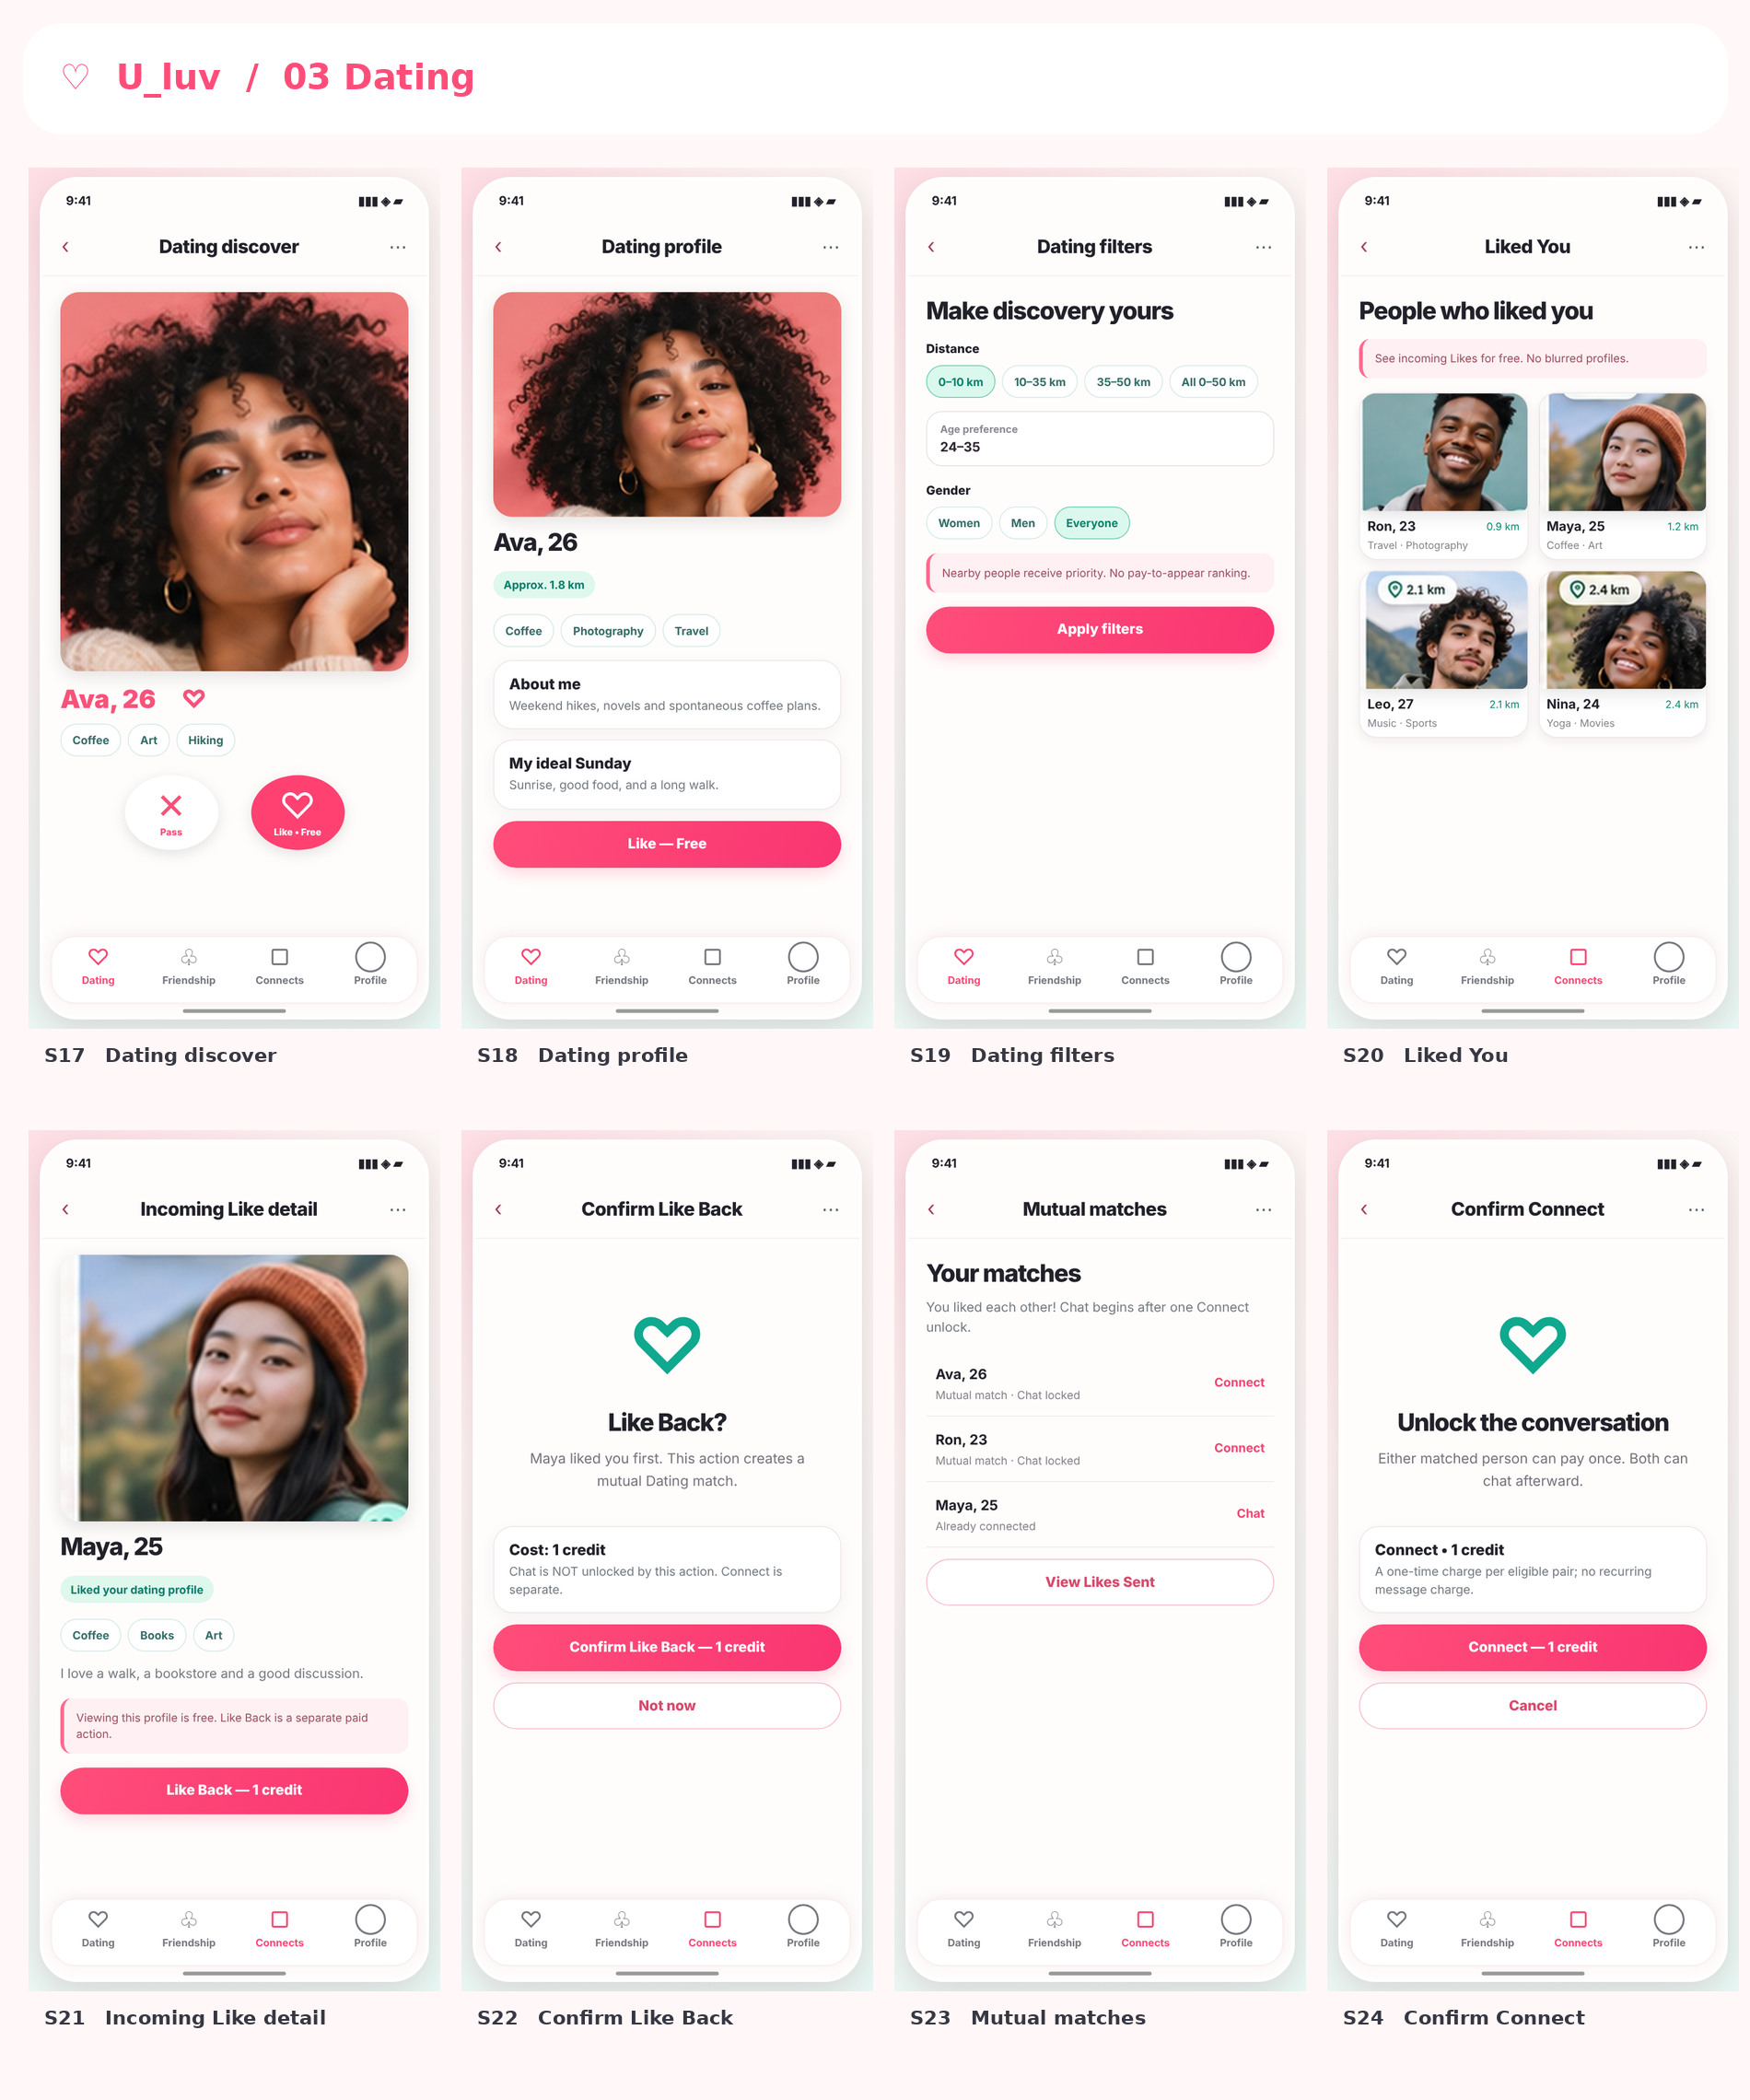 ♡ U_luv / 03 Dating
9:41
‹ Dating discover ⋯
Ava, 26
Coffee Art Hiking
Pass
Like • Free
Dating Friendship Connects Profile
S17 Dating discover
9:41
‹ Dating profile ⋯
Ava, 26
Approx. 1.8 km
Coffee Photography Travel
About me
Weekend hikes, novels and spontaneous coffee plans.
My ideal Sunday
Sunrise, good food, and a long walk.
Like — Free
Dating Friendship Connects Profile
S18 Dating profile
9:41
‹ Dating filters ⋯
Make discovery yours
Distance
0–10 km 10–35 km 35–50 km All 0–50 km
Age preference
24–35
Gender
Women Men Everyone
Nearby people receive priority. No pay-to-appear ranking.
Apply filters
Dating Friendship Connects Profile
S19 Dating filters
9:41
‹ Liked You ⋯
People who liked you
See incoming Likes for free. No blurred profiles.
Ron, 23 0.9 km
Travel · Photography
Maya, 25 1.2 km
Coffee · Art
2.1 km
Leo, 27 2.1 km
Music · Sports
2.4 km
Nina, 24 2.4 km
Yoga · Movies
Dating Friendship Connects Profile
S20 Liked You
9:41
‹ Incoming Like detail ⋯
Maya, 25
Liked your dating profile
Coffee Books Art
I love a walk, a bookstore and a good discussion.
Viewing this profile is free. Like Back is a separate paid
action.
Like Back — 1 credit
Dating Friendship Connects Profile
S21 Incoming Like detail
9:41
‹ Confirm Like Back ⋯
Like Back?
Maya liked you first. This action creates a
mutual Dating match.
Cost: 1 credit
Chat is NOT unlocked by this action. Connect is
separate.
Confirm Like Back — 1 credit
Not now
Dating Friendship Connects Profile
S22 Confirm Like Back
9:41
‹ Mutual matches ⋯
Your matches
You liked each other! Chat begins after one Connect
unlock.
Ava, 26
Mutual match · Chat locked
Connect
Ron, 23
Mutual match · Chat locked
Connect
Maya, 25
Already connected
Chat
View Likes Sent
Dating Friendship Connects Profile
S23 Mutual matches
9:41
‹ Confirm Connect ⋯
Unlock the conversation
Either matched person can pay once. Both can
chat afterward.
Connect • 1 credit
A one-time charge per eligible pair; no recurring
message charge.
Connect — 1 credit
Cancel
Dating Friendship Connects Profile
S24 Confirm Connect